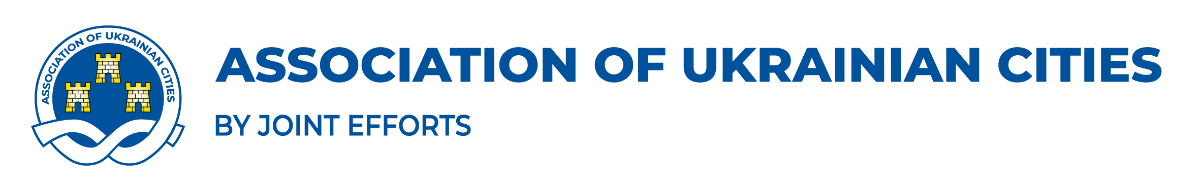 ASSOCIATION OF UKRAINIAN CITIES
ASSOCIATION OF UKRAINIAN CITIES
BY JOINT EFFORTS